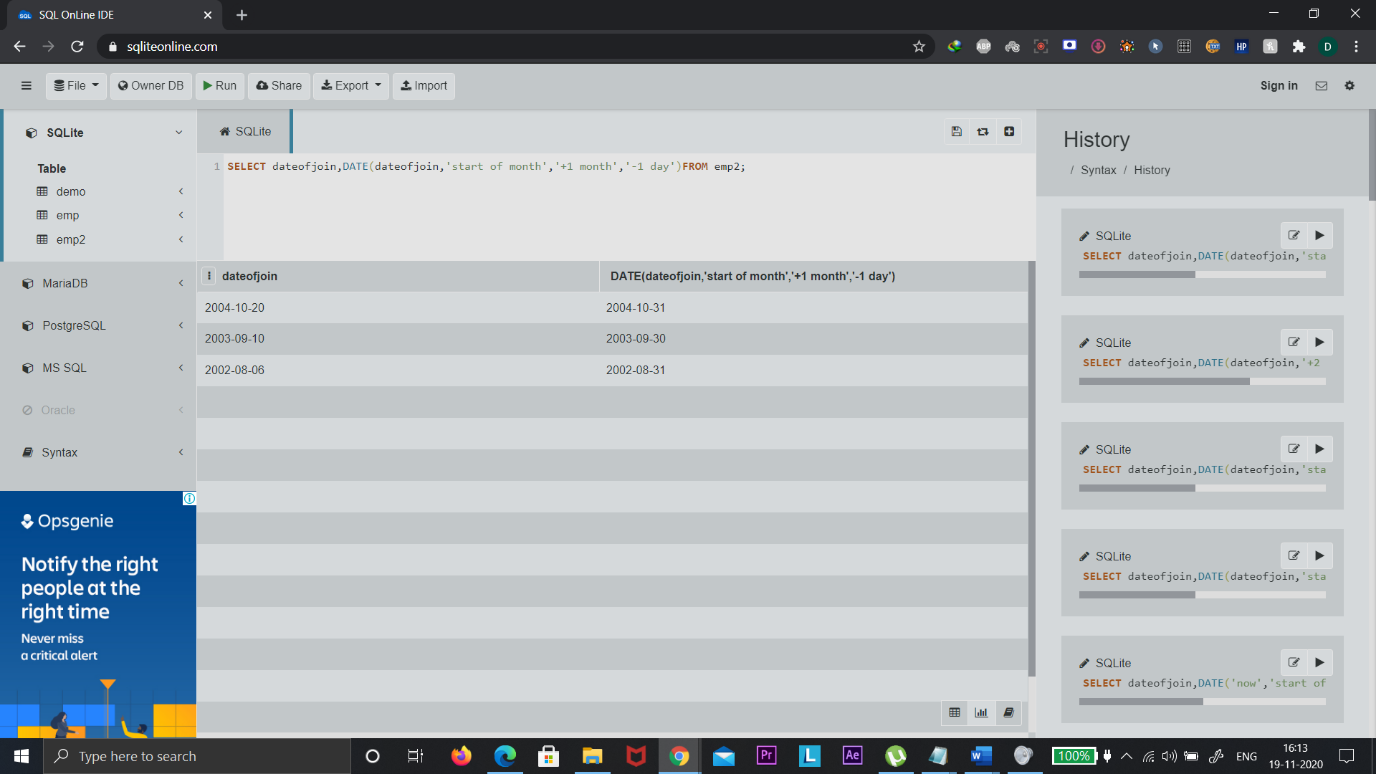 SQL OnLine IDE
sqliteonline.com
File
Owner DB
Run
Share
Export
Import
Sign in
SQLite
Table
demo
emp
emp2
MariaDB
PostgreSQL
MS SQL
Oracle
Syntax
Opsgenie
Notify the right
people at the
right time
Never miss
a critical alert
SQLite
1 SELECT dateofjoin,DATE(dateofjoin,'start of month','+1 month','-1 day')FROM emp2;
dateofjoin DATE(dateofjoin,'start of month','+1 month','-1 day')
2004-10-20 2004-10-31
2003-09-10 2003-09-30
2002-08-06 2002-08-31
History
/ Syntax / History
SQLite
SELECT dateofjoin,DATE(dateofjoin,'sta
SQLite
SELECT dateofjoin,DATE(dateofjoin,'+2
SQLite
SELECT dateofjoin,DATE(dateofjoin,'sta
SQLite
SELECT dateofjoin,DATE(dateofjoin,'sta
SQLite
SELECT dateofjoin,DATE('now','start of
Type here to search
100%
ENG
16:13
19-11-2020